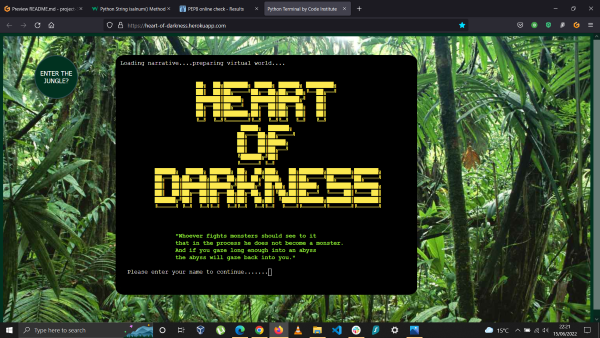 Preview README.md - project
Python String isalnum() Method
PEP8 online check - Results
Python Terminal by Code Institute
https://heart-of-darkness.herokuapp.com
ENTER THE
JUNGLE?
Loading narrative....preparing virtual world....
HEART
OF
DARKNESS
"Whoever fights monsters should see to it
that in the process he does not become a monster.
And if you gaze long enough into an abyss
the abyss will gaze back into you."
Please enter your name to continue.......
Type here to search
15°C
22:21
15/06/2022